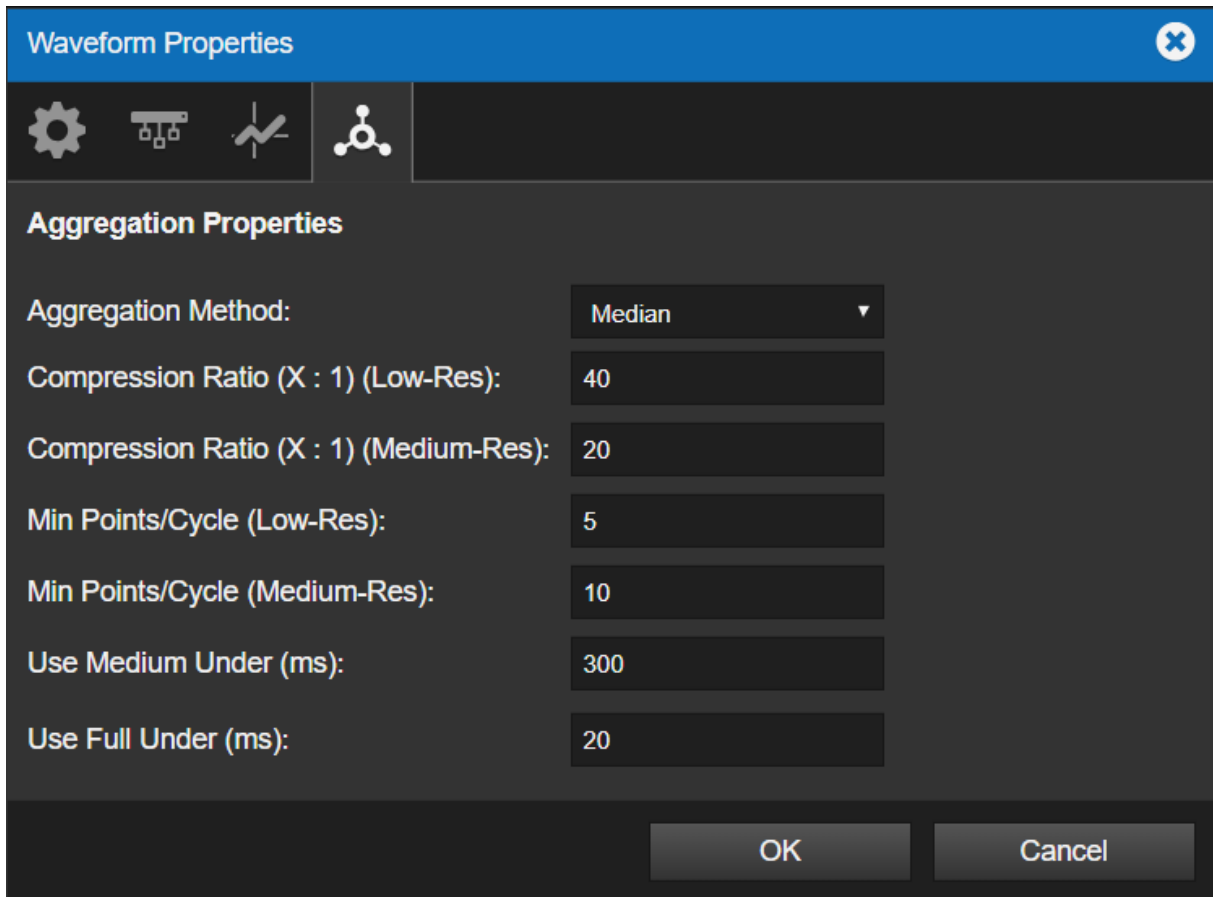 Waveform Properties
Aggregation Properties
Aggregation Method: Median
Compression Ratio (X : 1) (Low-Res): 40
Compression Ratio (X : 1) (Medium-Res): 20
Min Points/Cycle (Low-Res): 5
Min Points/Cycle (Medium-Res): 10
Use Medium Under (ms): 300
Use Full Under (ms): 20
OK Cancel